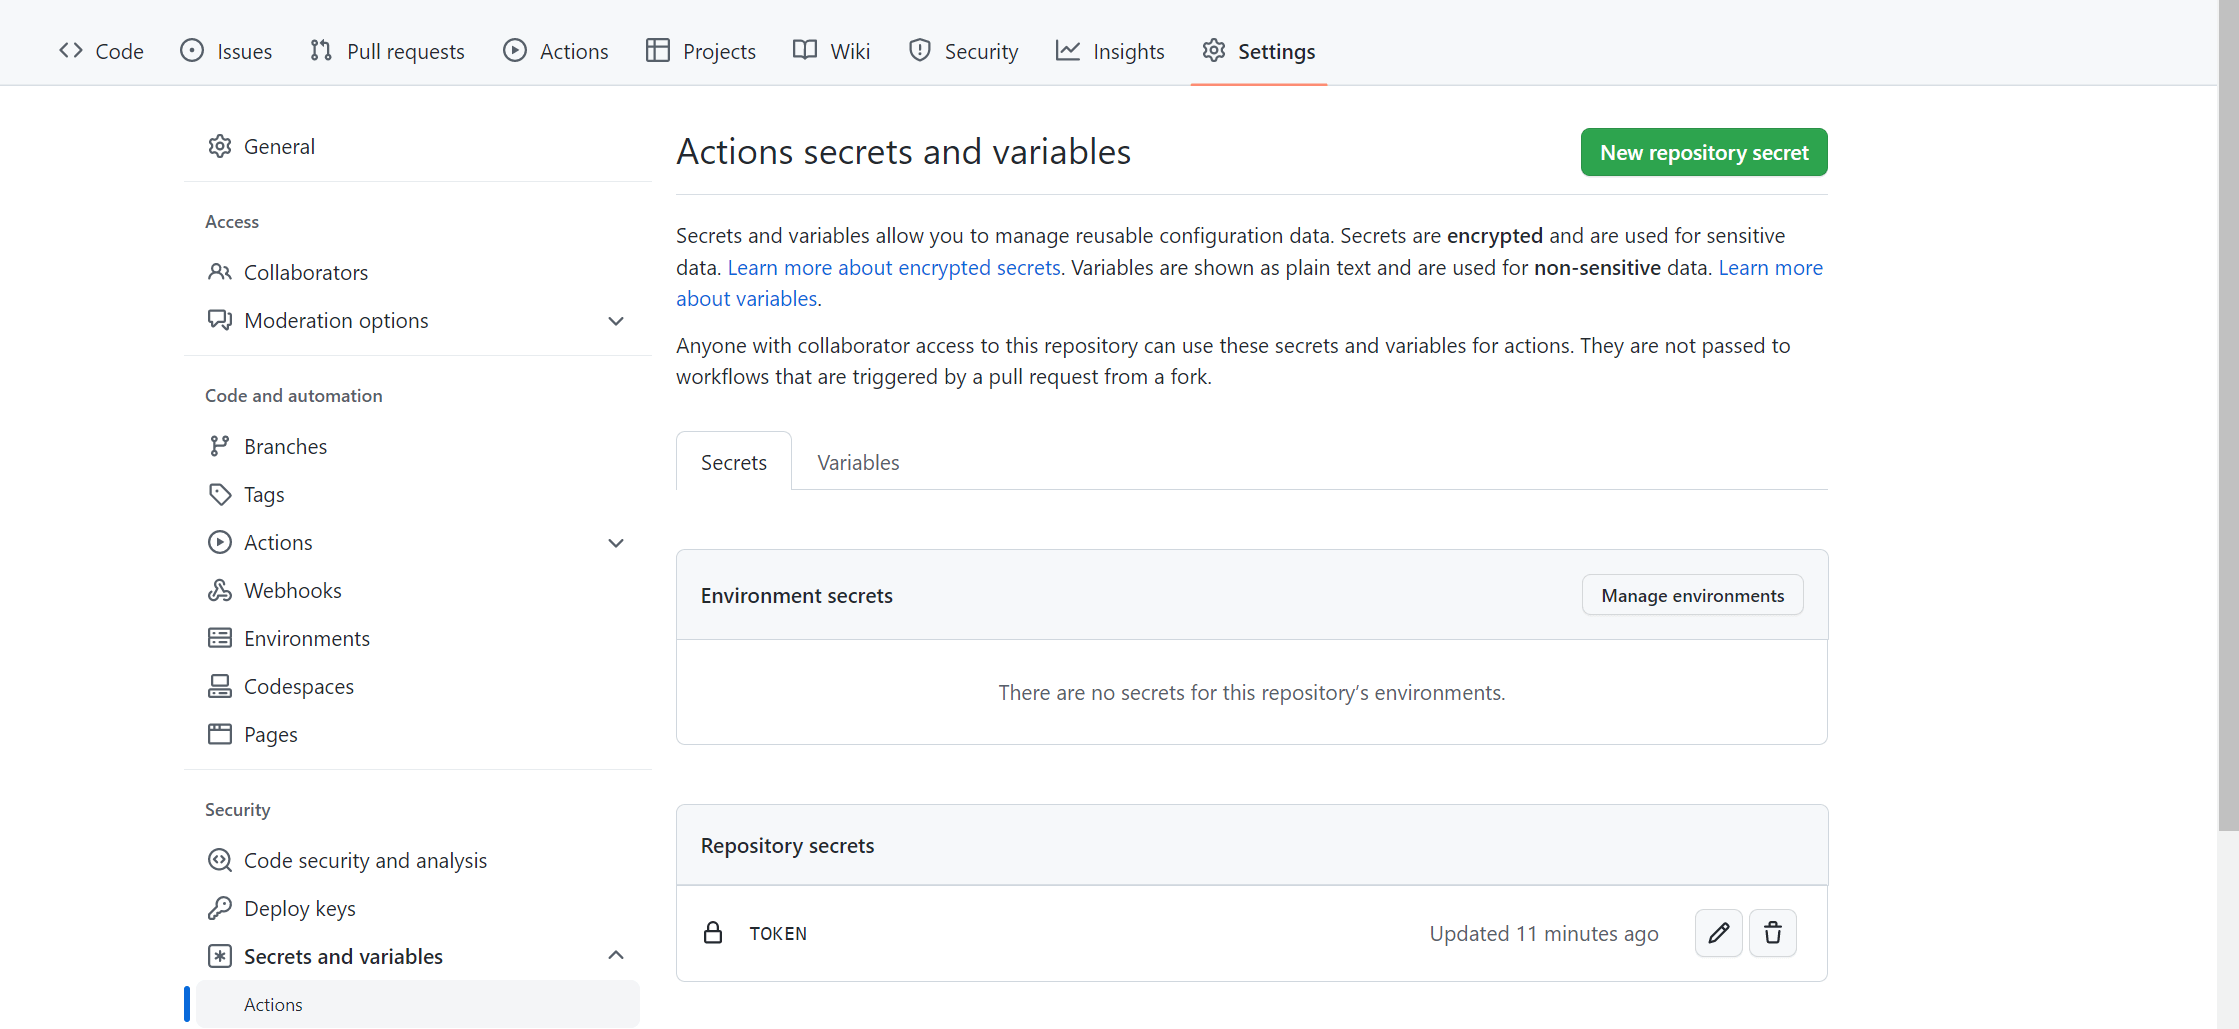 Code Issues Pull requests Actions Projects Wiki Security Insights Settings
General
Access
Collaborators
Moderation options
Code and automation
Branches
Tags
Actions
Webhooks
Environments
Codespaces
Pages
Security
Code security and analysis
Deploy keys
Secrets and variables
Actions
Actions secrets and variables
New repository secret
Secrets and variables allow you to manage reusable configuration data. Secrets are encrypted and are used for sensitive
data. Learn more about encrypted secrets. Variables are shown as plain text and are used for non-sensitive data. Learn more
about variables.
Anyone with collaborator access to this repository can use these secrets and variables for actions. They are not passed to
workflows that are triggered by a pull request from a fork.
Secrets Variables
Environment secrets
Manage environments
There are no secrets for this repository’s environments.
Repository secrets
TOKEN
Updated 11 minutes ago